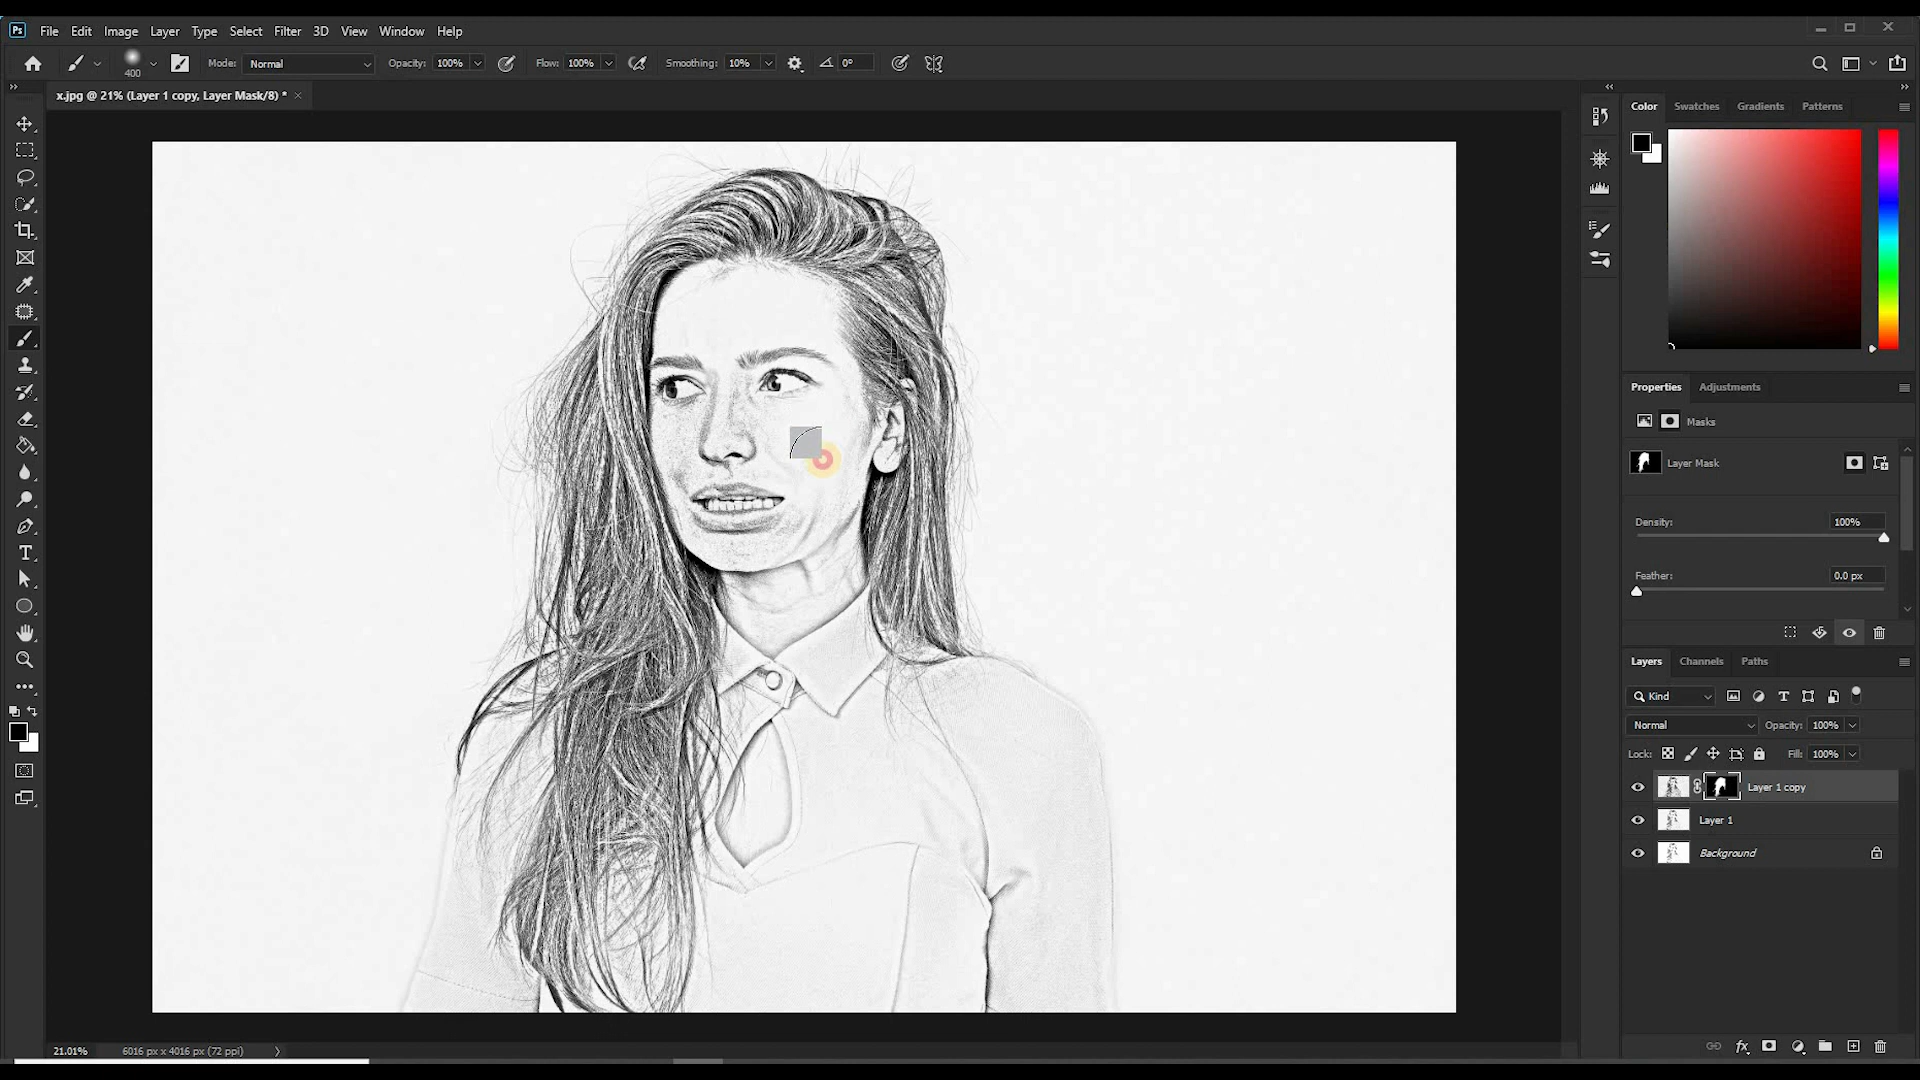 Ps File Edit Image Layer Type Select Filter 3D View Window Help
400 Mode: Normal Opacity: 100% Flow: 100% Smoothing: 10% 0°
x.jpg @ 21% (Layer 1 copy, Layer Mask/8) *
Color Swatches Gradients Patterns
Properties Adjustments
Masks
Layer Mask
Density: 100%
Feather: 0.0 px
Layers Channels Paths
Kind
Normal Opacity: 100%
Lock: Fill: 100%
Layer 1 copy
Layer 1
Background
21.01% 6016 px x 4016 px (72 ppi)